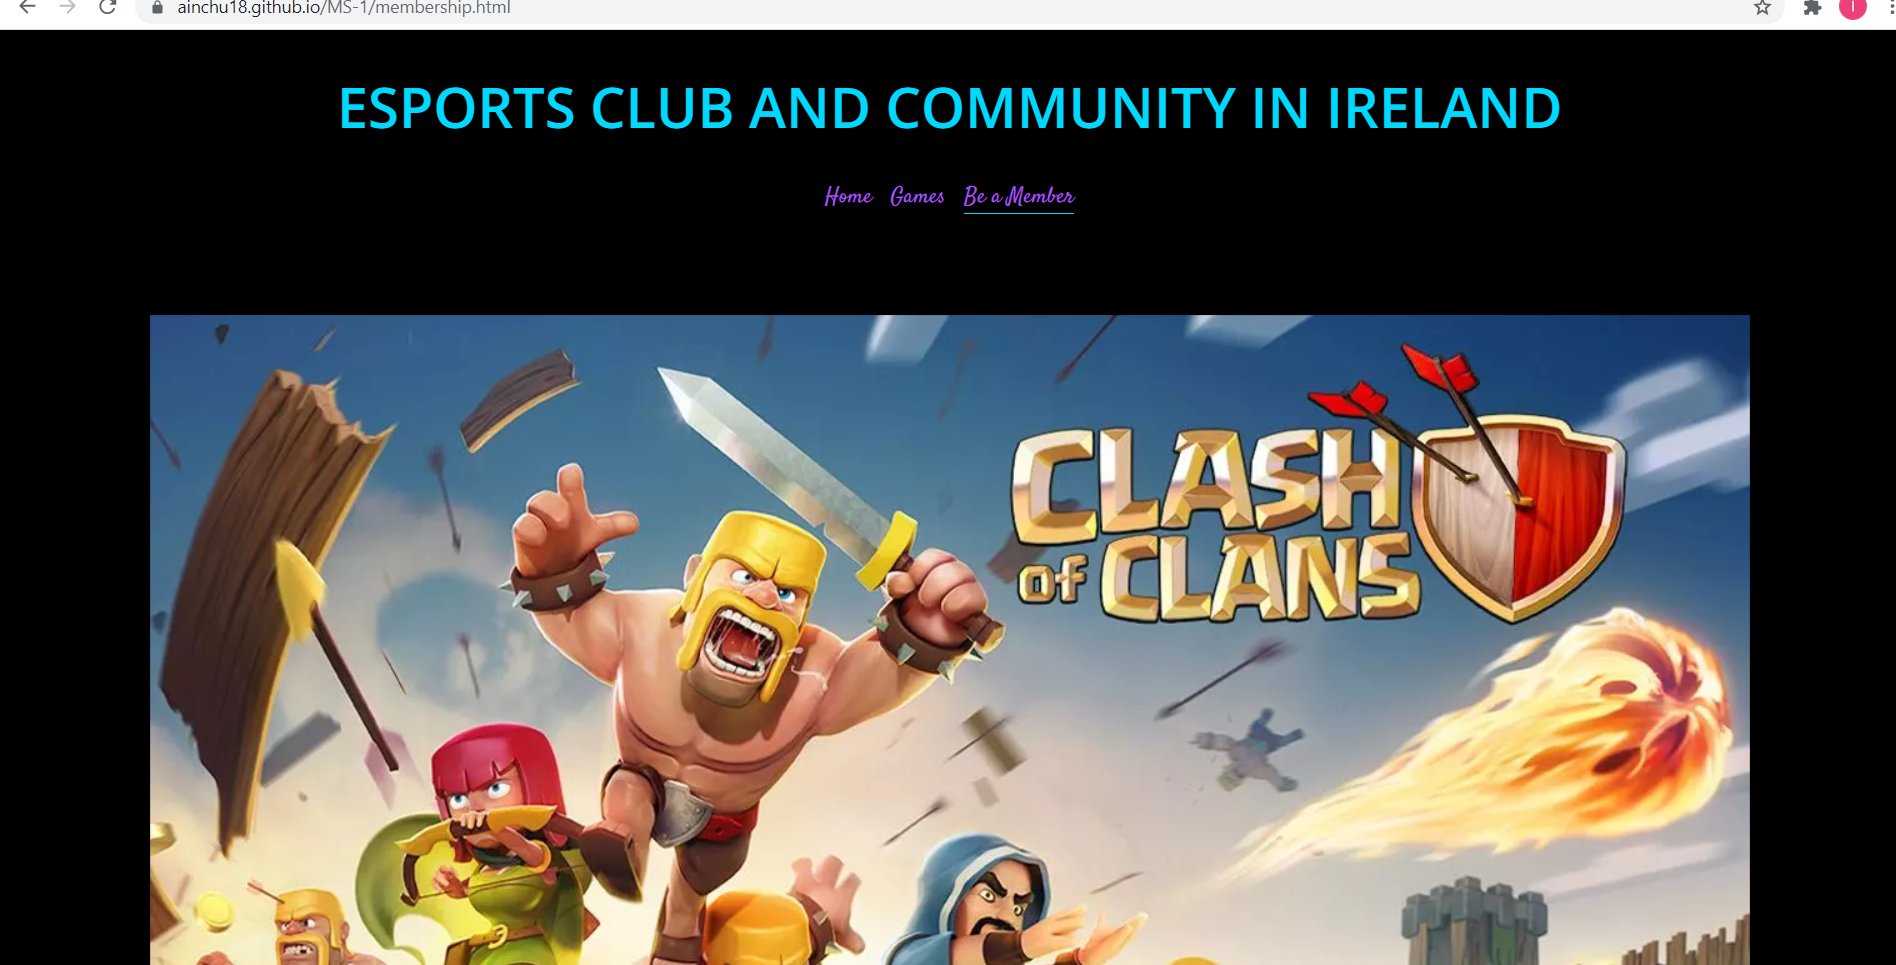 ainchu18.github.io/MS-1/membership.html
I
ESPORTS CLUB AND COMMUNITY IN IRELAND
Home Games Be a Member
CLASH
OF CLANS